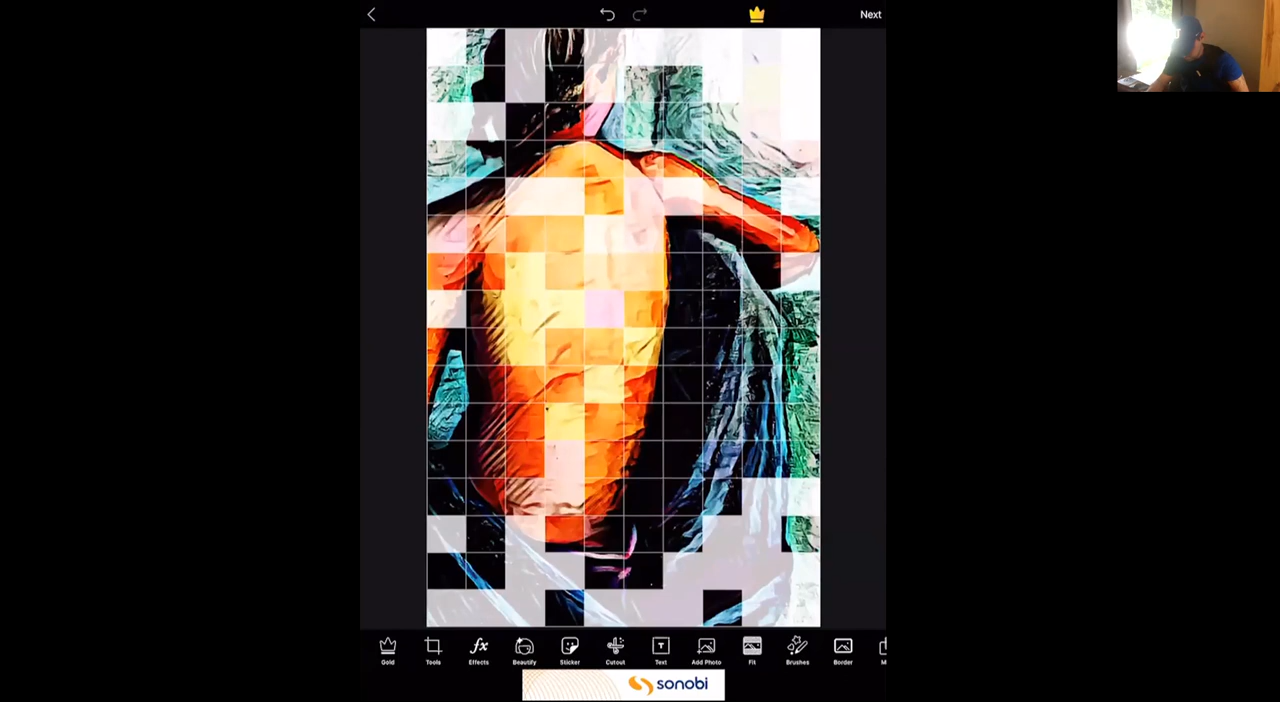 Next
Gold
Tools
Effects
Beautify
Sticker
Cutout
Text
Add Photo
Fit
Brushes
Border
sonobi